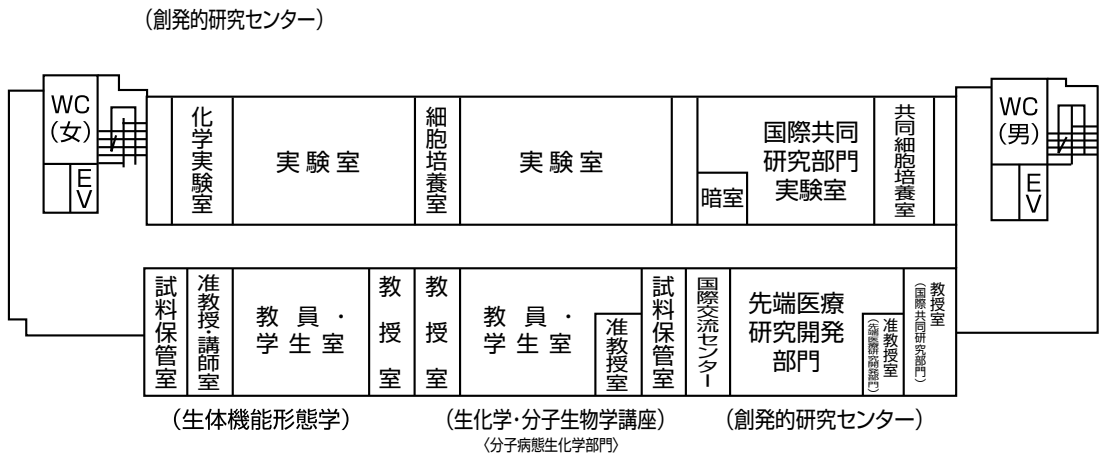 （創発的研究センター）
WC
（女）
EV
化学実験室
実験室
細胞培養室
実験室
暗室
国際共同
研究部門
実験室
共同細胞培養室
WC
（男）
EV
試料保管室
准教授・講師室
教員・
学生室
教授室
教授室
教員・
学生室
准教授室
試料保管室
国際交流センター
先端医療
研究開発
部門
准教授室
（先端医療研究開発部門）
教授室
（国際共同研究部門）
（生体機能形態学）
（生化学・分子生物学講座）
〈分子病態生化学部門〉
（創発的研究センター）